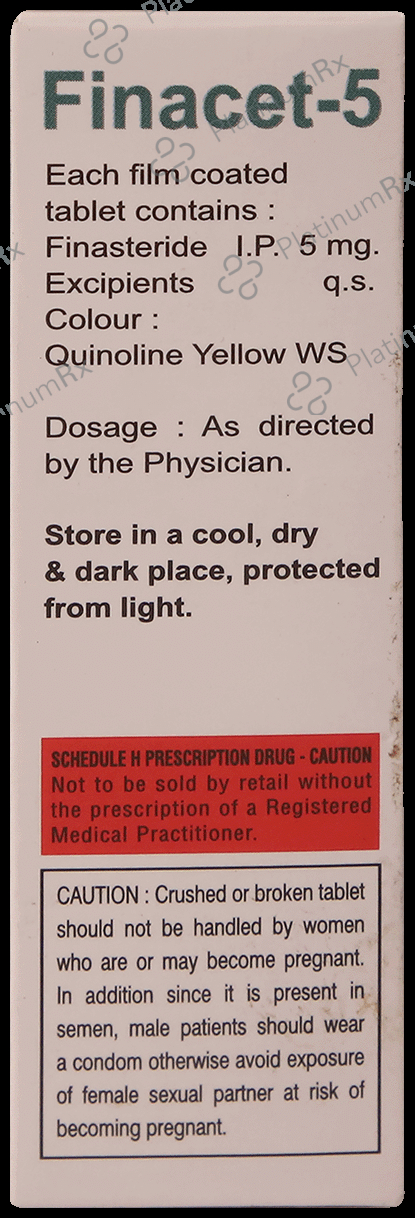 Finacet-5
Each film coated
tablet contains :
Finasteride I.P. 5 mg.
Excipients q.s.
Colour :
Quinoline Yellow WS
Dosage : As directed
by the Physician.
Store in a cool, dry
& dark place, protected
from light.
SCHEDULE H PRESCRIPTION DRUG - CAUTION
Not to be sold by retail without
the prescription of a Registered
Medical Practitioner.
CAUTION : Crushed or broken tablet
should not be handled by women
who are or may become pregnant.
In addition since it is present in
semen, male patients should wear
a condom otherwise avoid exposure
of female sexual partner at risk of
becoming pregnant.
PlatinumRx
PlatinumRx